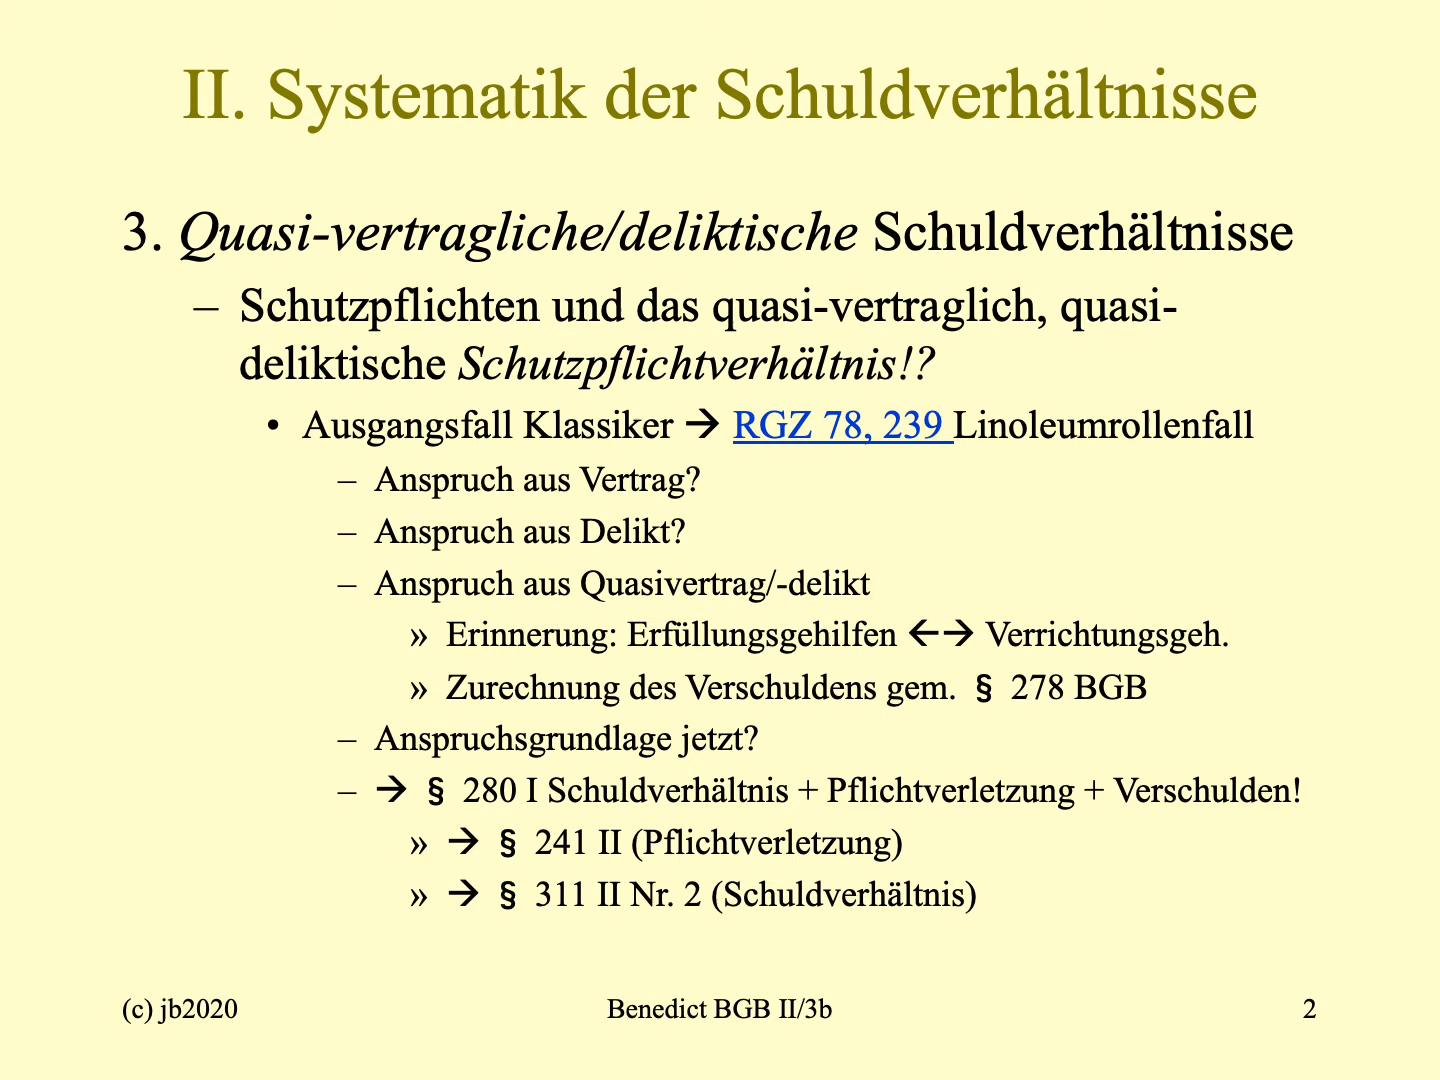 II. Systematik der Schuldverhältnisse
3. Quasi-vertragliche/deliktische Schuldverhältnisse
– Schutzpflichten und das quasi-vertraglich, quasi-
deliktische Schutzpflichtverhältnis!?
• Ausgangsfall Klassiker → RGZ 78, 239 Linoleumrollenfall
– Anspruch aus Vertrag?
– Anspruch aus Delikt?
– Anspruch aus Quasivertrag/-delikt
» Erinnerung: Erfüllungsgehilfen ←→ Verrichtungsgeh.
» Zurechnung des Verschuldens gem. § 278 BGB
– Anspruchsgrundlage jetzt?
– → § 280 I Schuldverhältnis + Pflichtverletzung + Verschulden!
» → § 241 II (Pflichtverletzung)
» → § 311 II Nr. 2 (Schuldverhältnis)
(c) jb2020
Benedict BGB II/3b
2